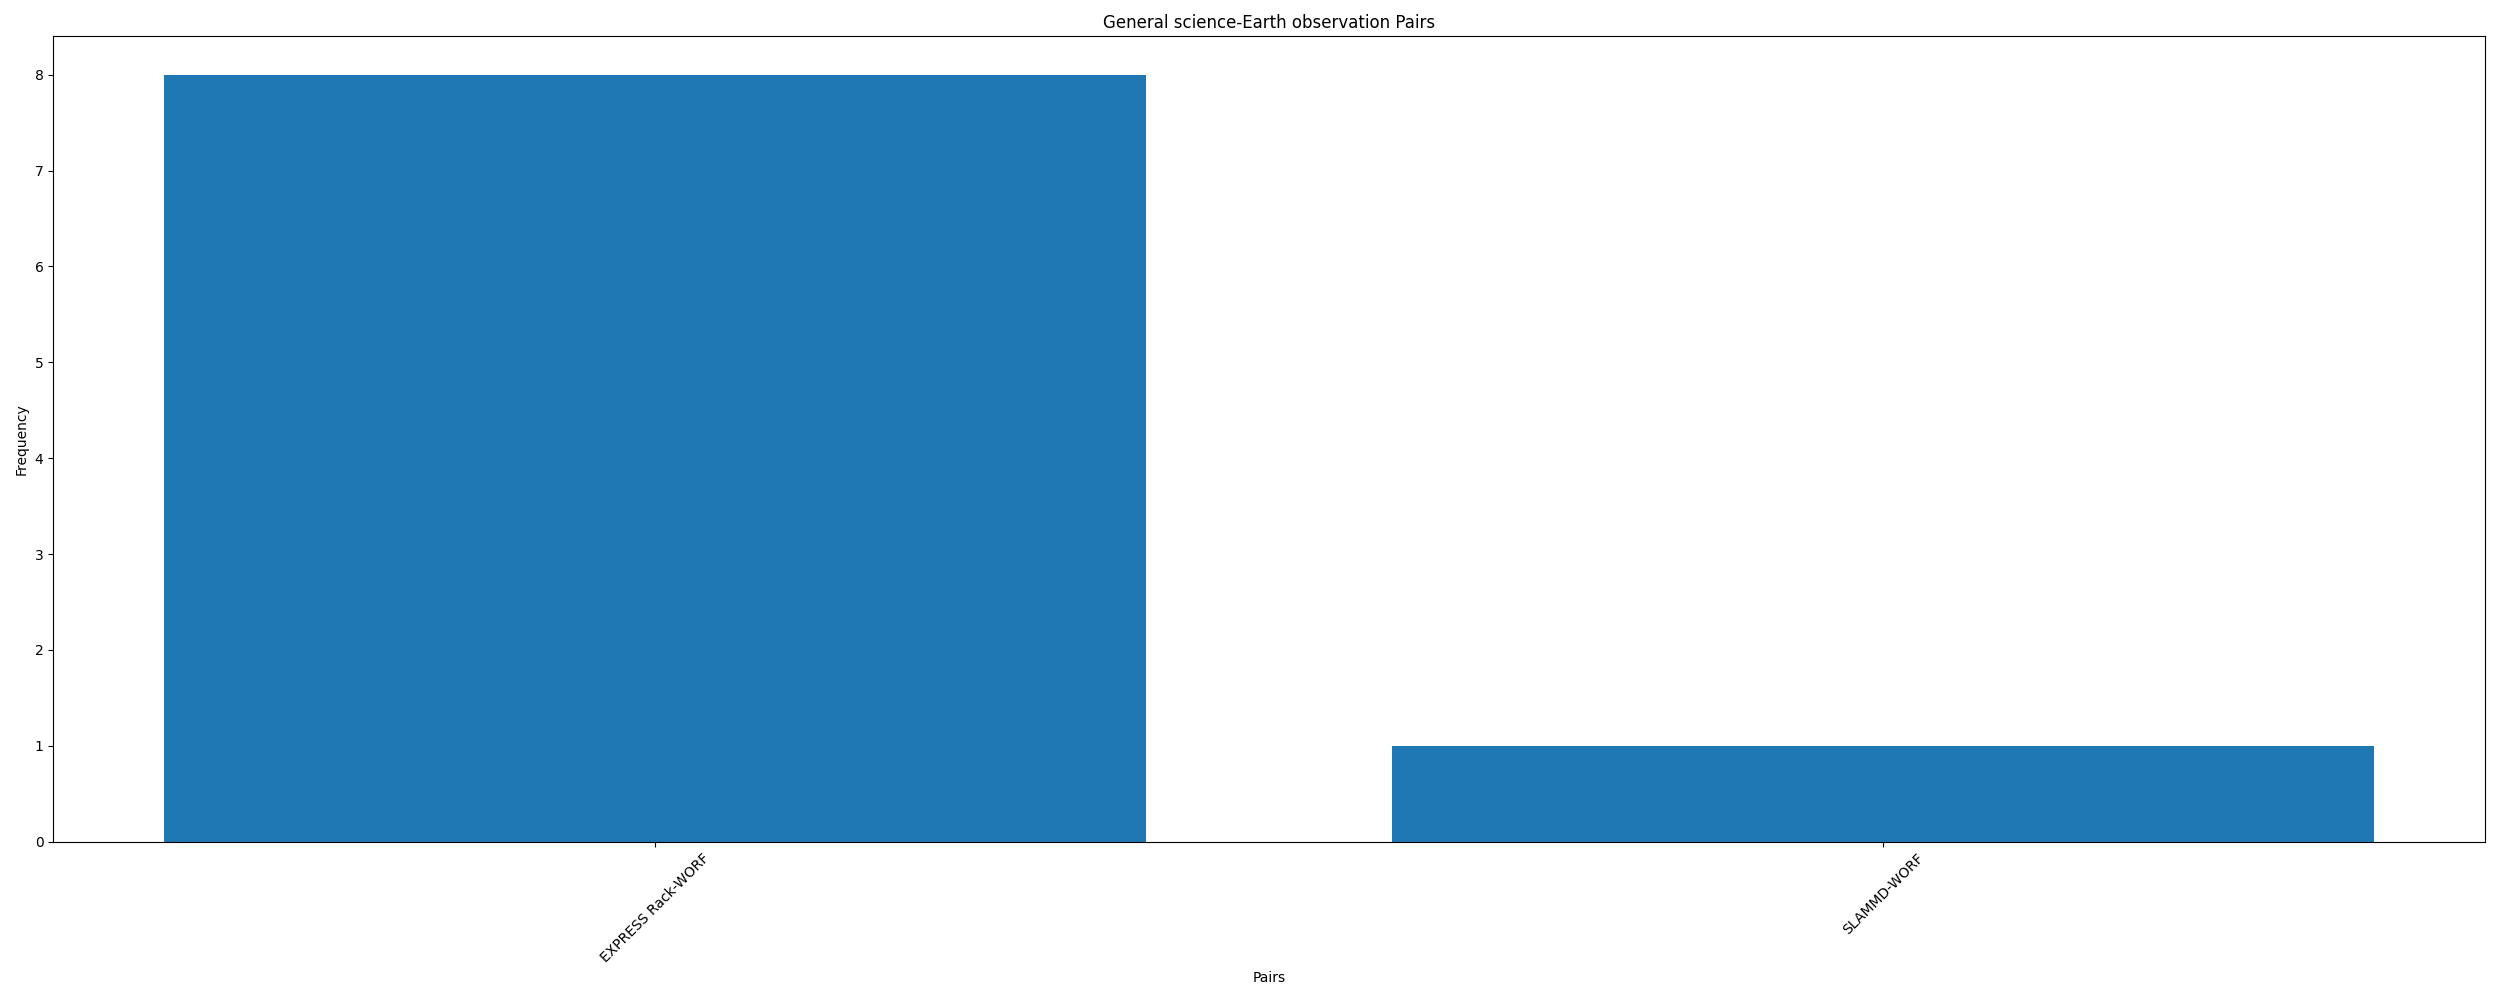 General science-Earth observation Pairs
8
7
6
5
4
3
2
1
0
Frequency
EXPRESS Rack-WORF
SLAMMD-WORF
Pairs